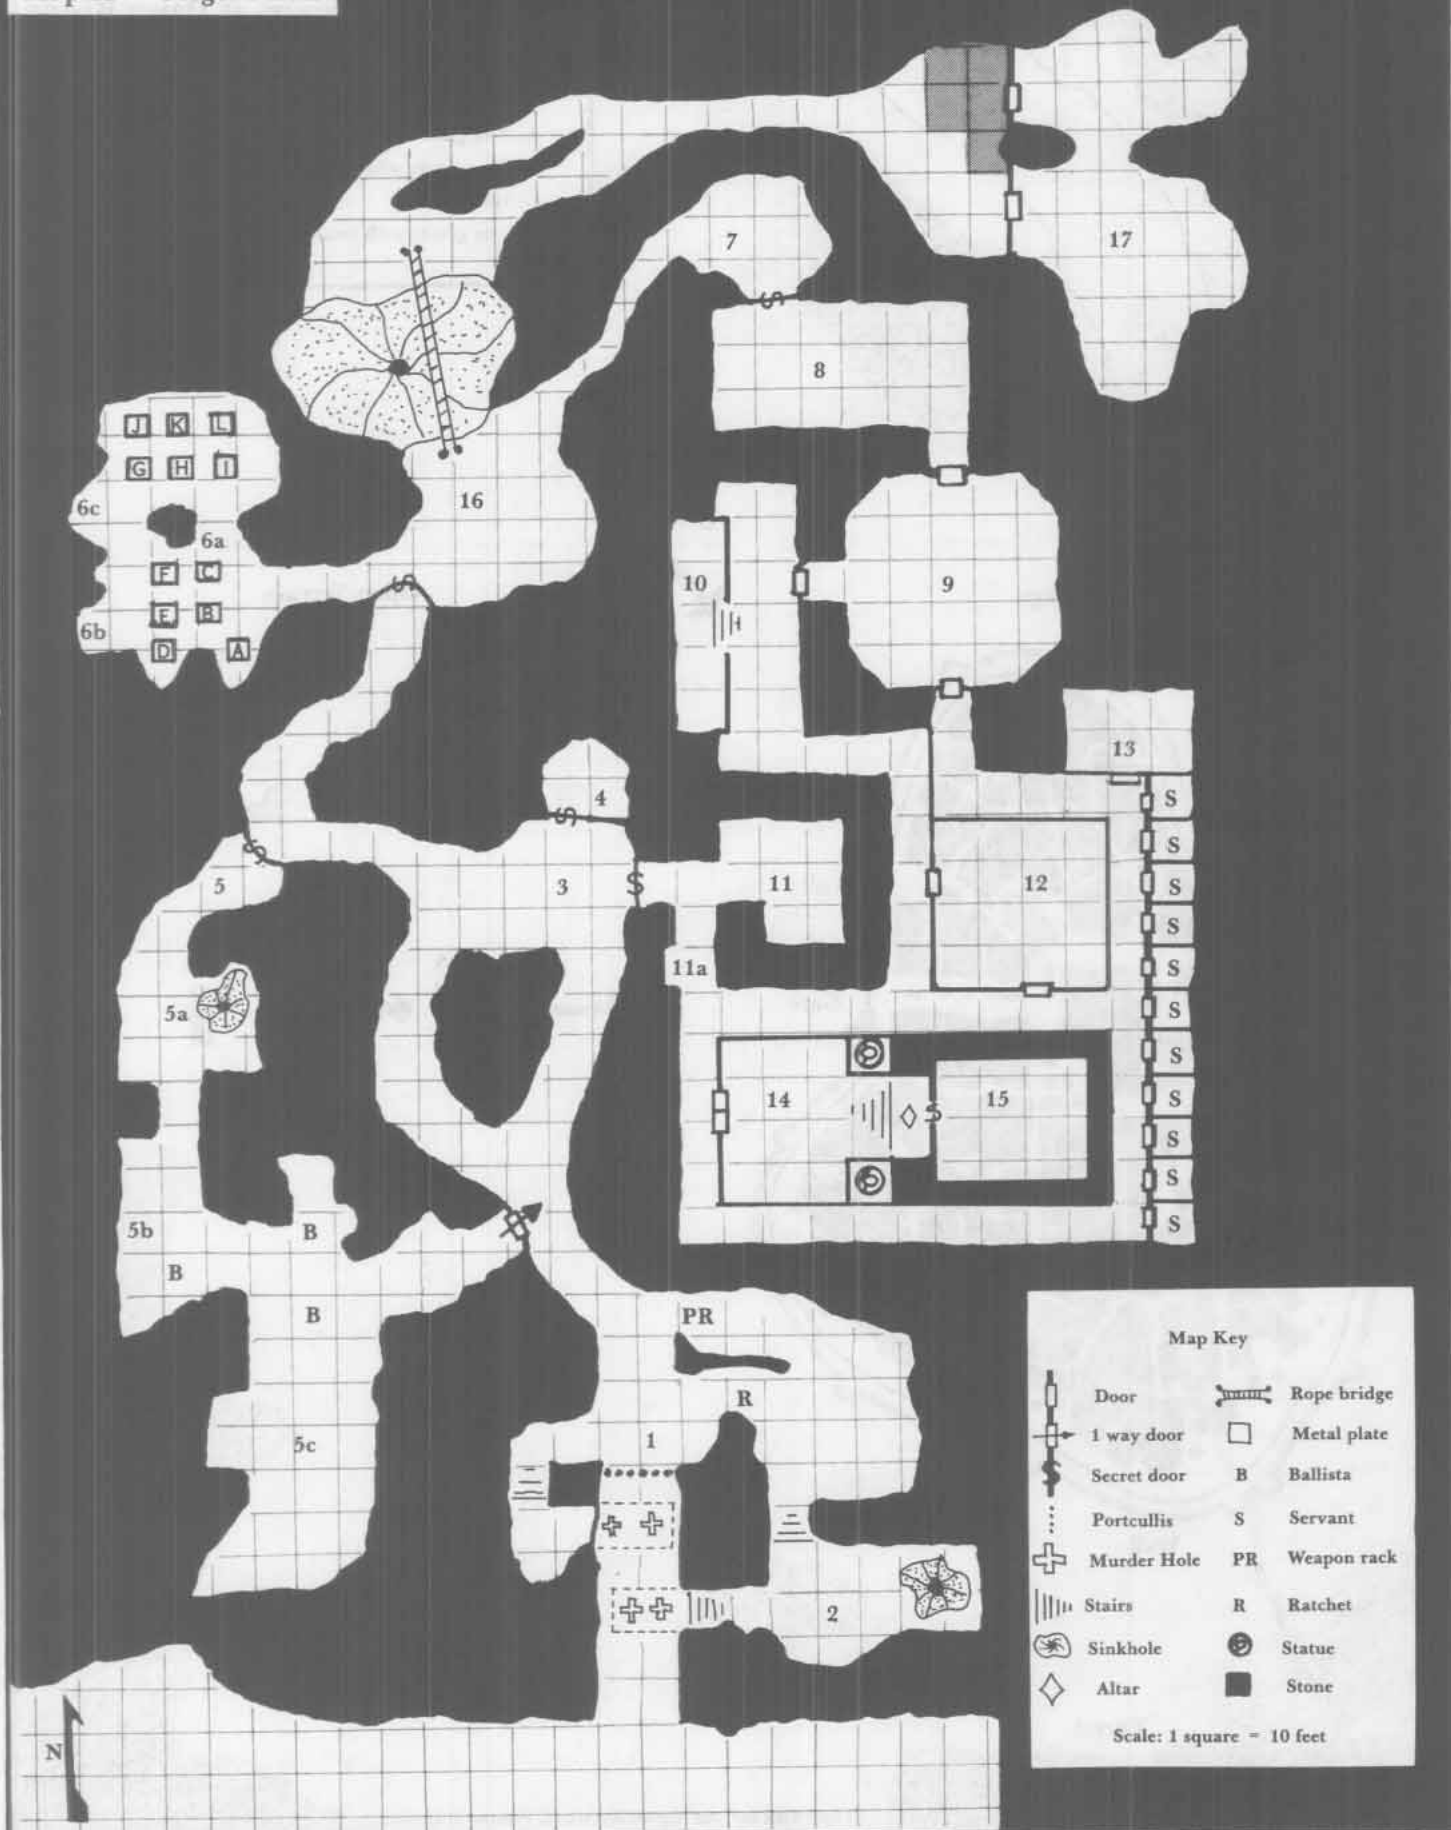 7
17
8
J K L
G H I
6c
16
6a
F C
10
9
E B
6b
D A
13
4
S
S
5
3
11
12
S
S
11a
S
5a
S
S
14
15
S
S
S
5b
B
S
B
B
PR
R
1
5c
2
N
Map Key
Door
Rope bridge
1 way door
Metal plate
Secret door
B
Ballista
Portcullis
S
Servant
Murder Hole
PR
Weapon rack
Stairs
R
Ratchet
Sinkhole
Statue
Altar
Stone
Scale: 1 square = 10 feet